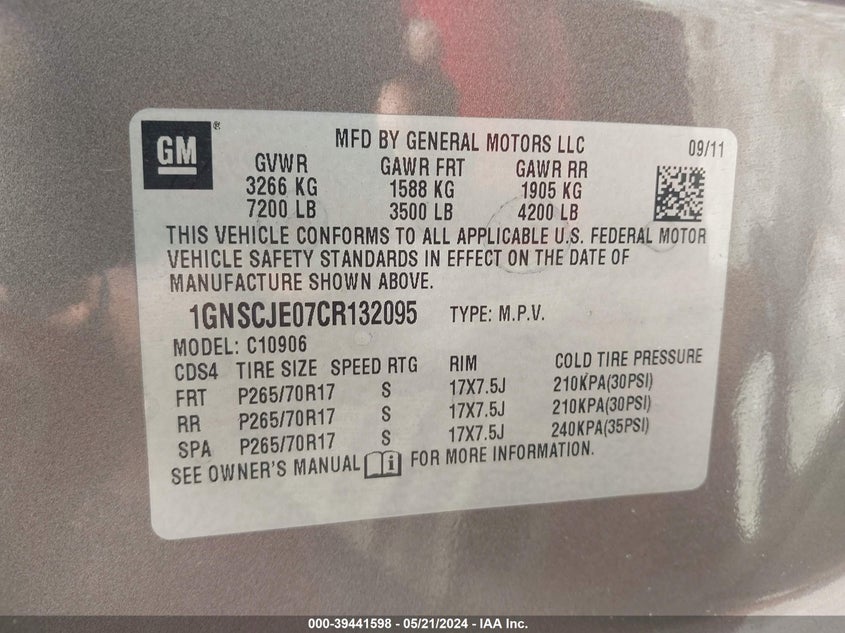 GM®
MFD BY GENERAL MOTORS LLC 09/11
GVWR GAWR FRT GAWR RR
3266 KG 1588 KG 1905 KG
7200 LB 3500 LB 4200 LB
THIS VEHICLE CONFORMS TO ALL APPLICABLE U.S. FEDERAL MOTOR
VEHICLE SAFETY STANDARDS IN EFFECT ON THE DATE OF
MANUFACTURE SHOWN ABOVE.
1GNSCJE07CR132095 TYPE: M.P.V.
MODEL: C10906
CDS4 TIRE SIZE SPEED RTG RIM COLD TIRE PRESSURE
FRT P265/70R17 S 17X7.5J 210KPA(30PSI)
RR P265/70R17 S 17X7.5J 210KPA(30PSI)
SPA P265/70R17 S 17X7.5J 240KPA(35PSI)
SEE OWNER'S MANUAL i FOR MORE INFORMATION.
000-39441598 - 05/21/2024 - IAA Inc.